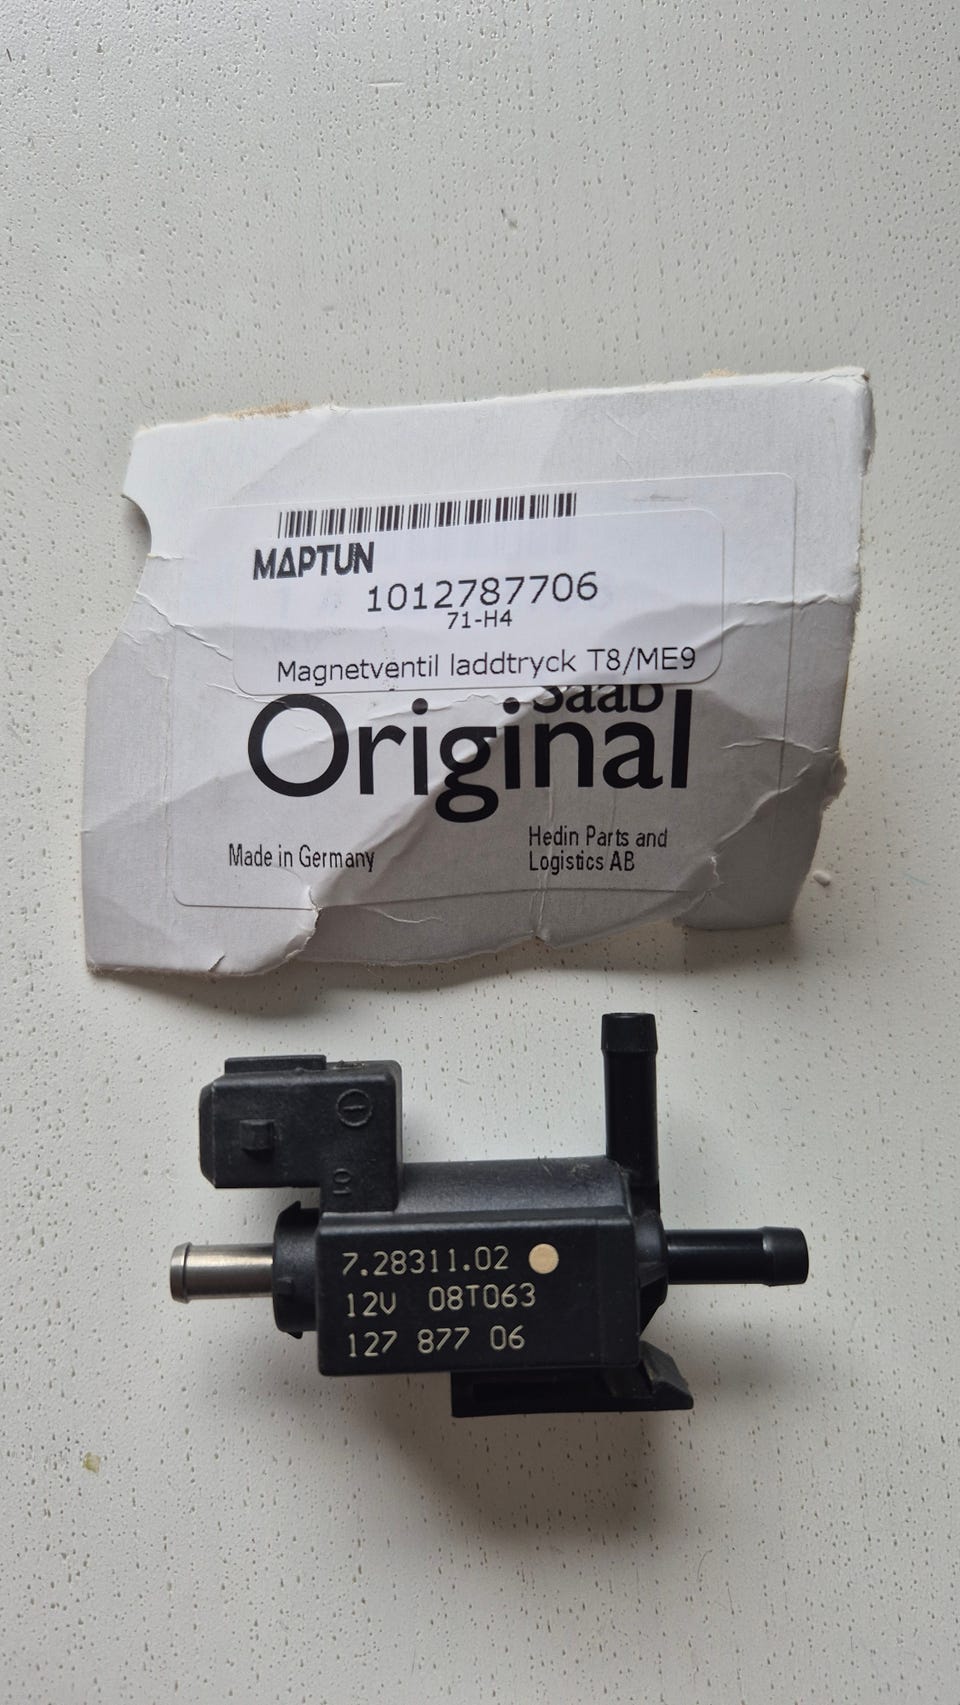 MAPTUN
1012787706
71-H4
Magnetventil laddtryck T8/ME9
Saab
Original
Made in Germany
Hedin Parts and
Logistics AB
01
7.28311.02
12V 08T063
127 877 06